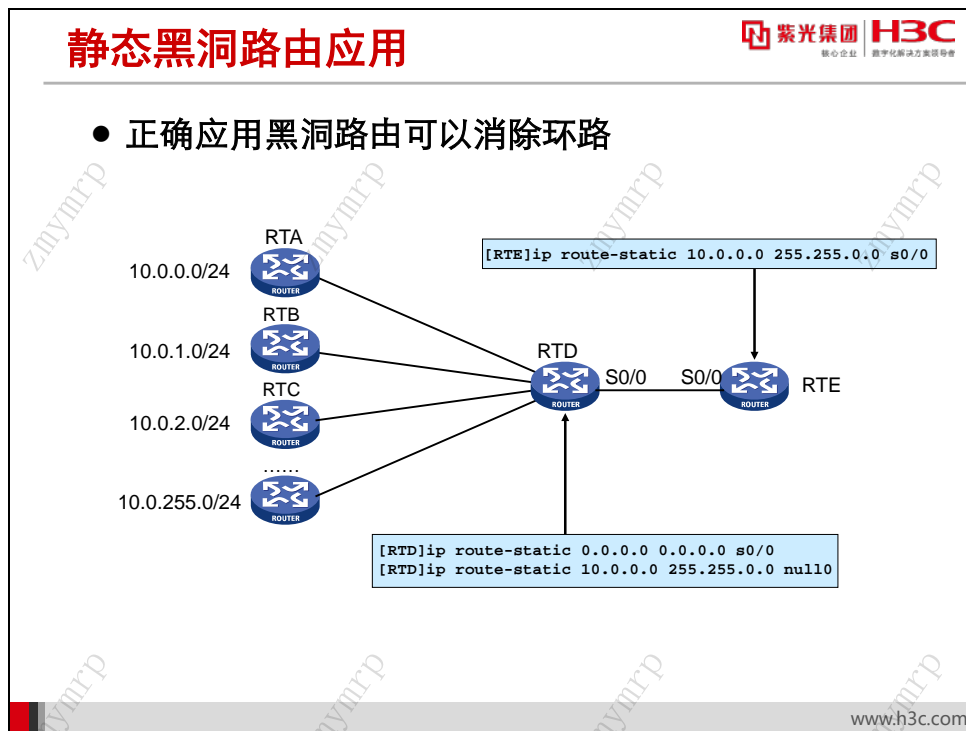 静态黑洞路由应用
紫光集团
核心企业
H3C
数字化解决方案领导者
● 正确应用黑洞路由可以消除环路
RTA
10.0.0.0/24
ROUTER
[RTE]ip route-static 10.0.0.0 255.255.0.0 s0/0
RTB
10.0.1.0/24
ROUTER
RTC
10.0.2.0/24
ROUTER
......
10.0.255.0/24
ROUTER
RTD
S0/0
ROUTER
S0/0
RTE
ROUTER
[RTD]ip route-static 0.0.0.0 0.0.0.0 s0/0
[RTD]ip route-static 10.0.0.0 255.255.0.0 null0
zmymrp
zmymrp
zmymrp
zmymrp
zmymrp
zmymrp
zmymrp
zmymrp
www.h3c.com